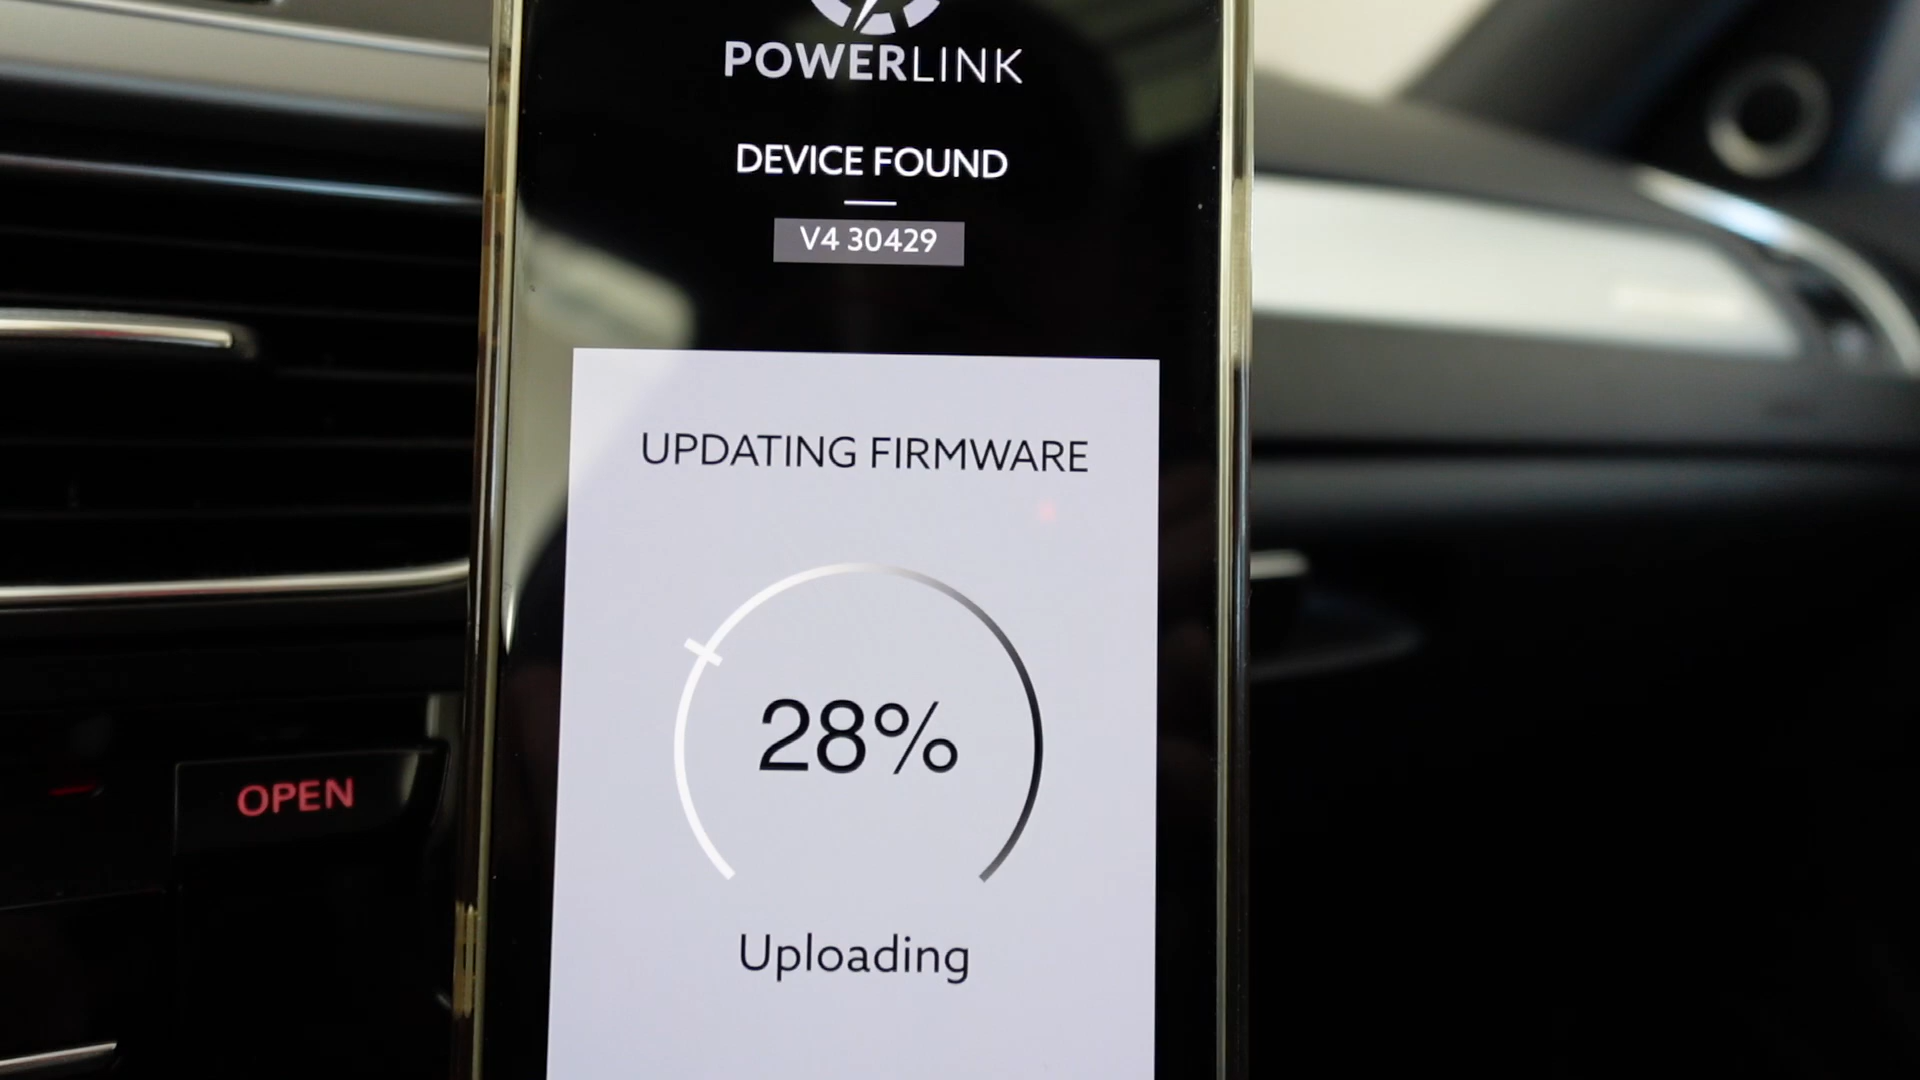 POWERLINK
DEVICE FOUND
V4 30429
UPDATING FIRMWARE
28%
OPEN
Uploading